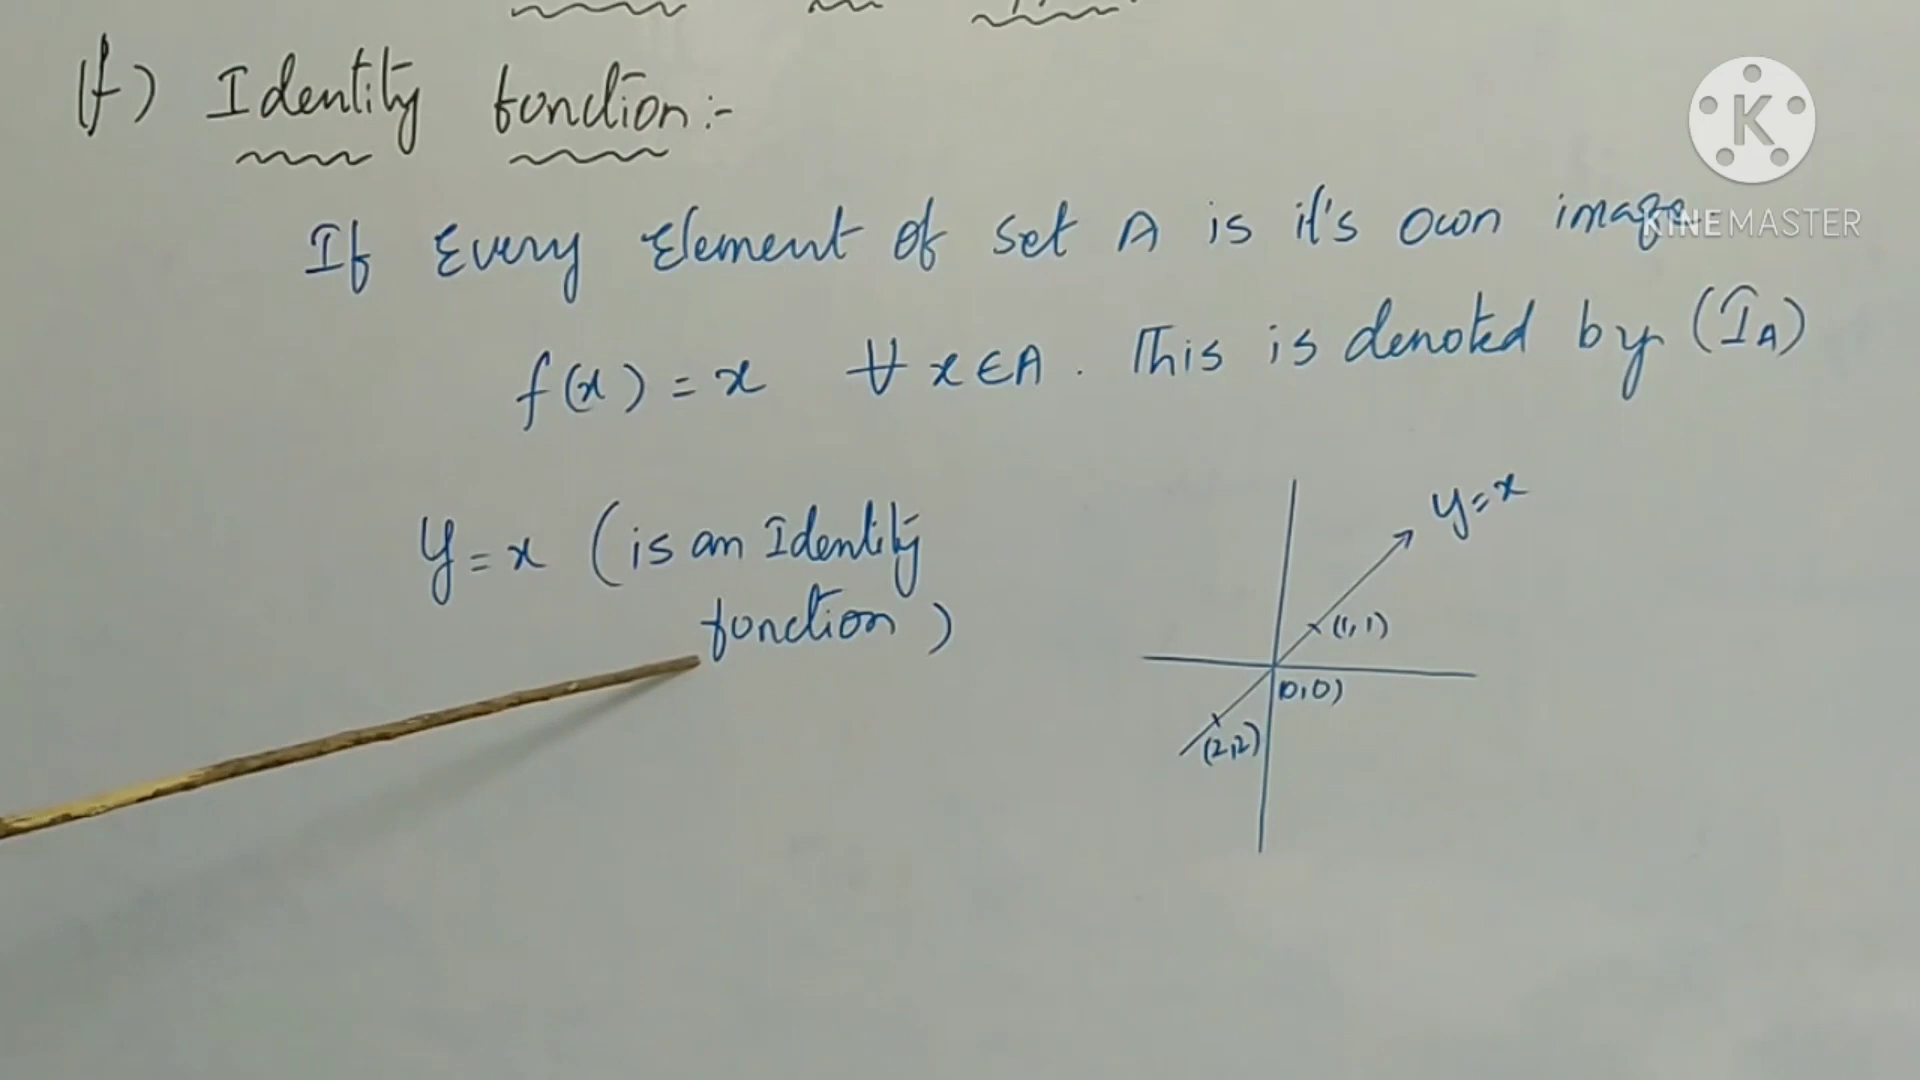 (f) Identity function:-
If Every Element of set A is it's own image
f(x) = x ∀ x ∈ A. This is denoted by (I_A)
y = x (is an Identity
function)
y = x
(1, 1)
0,0)
(2,2)
K
KINEMASTER